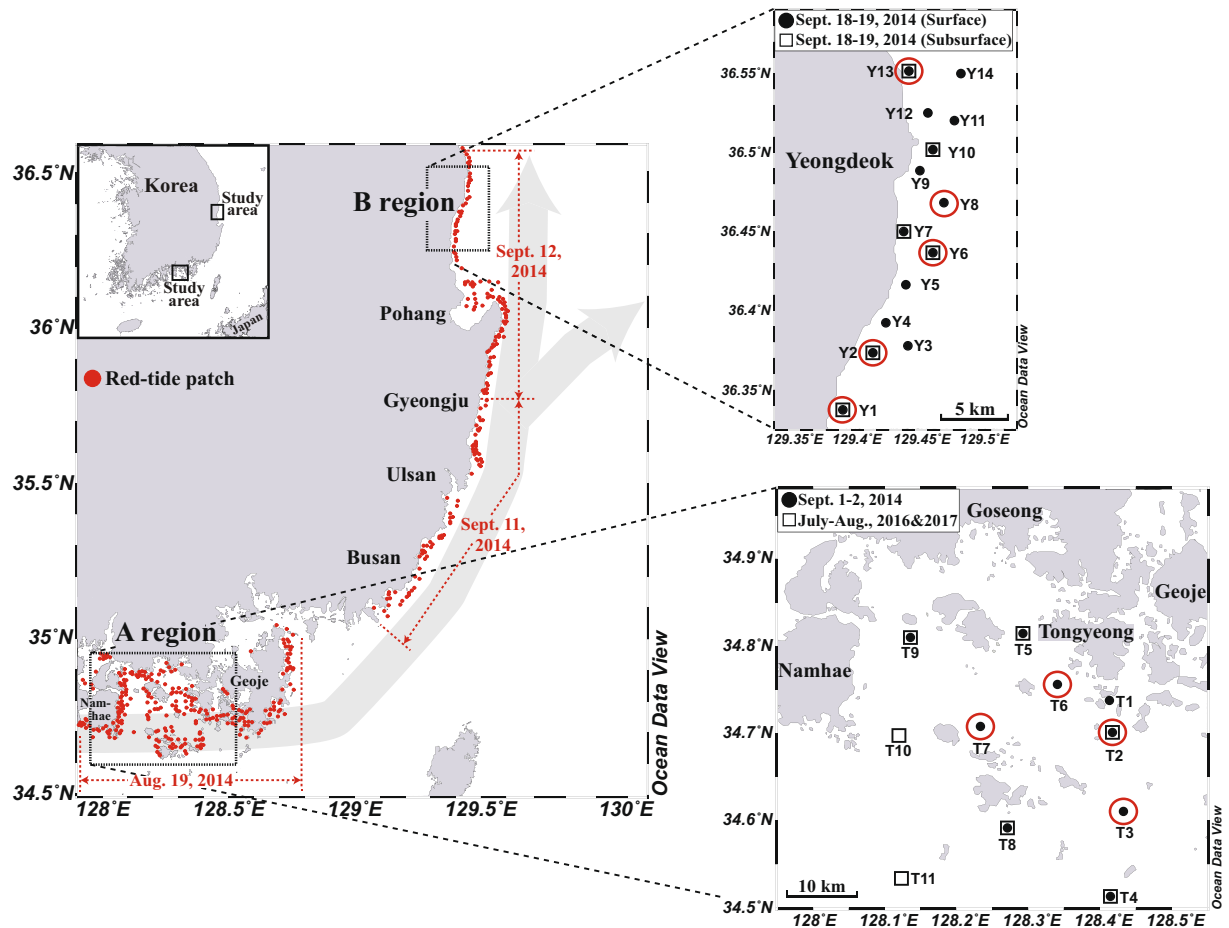 36.5°N
36°N
35.5°N
35°N
34.5°N
128°E
128.5°E
129°E
129.5°E
130°E
Korea
Study
area
Study
area
Japan
Red-tide patch
B region
Sept. 12,
2014
Pohang
Gyeongju
Ulsan
Sept. 11,
2014
Busan
A region
Geoje
Nam-
hae
Aug. 19, 2014
Ocean Data View
Sept. 18-19, 2014 (Surface)
Sept. 18-19, 2014 (Subsurface)
36.55°N
36.5°N
36.45°N
36.4°N
36.35°N
129.35°E
129.4°E
129.45°E
129.5°E
Y13
Y14
Y12
Y11
Yeongdeok
Y10
Y9
Y8
Y7
Y6
Y5
Y4
Y3
Y2
Y1
5 km
Ocean Data View
Sept. 1-2, 2014
July-Aug., 2016&2017
34.9°N
34.8°N
34.7°N
34.6°N
34.5°N
128°E
128.1°E
128.2°E
128.3°E
128.4°E
128.5°E
Goseong
Geoje
Tongyeong
Namhae
T9
T5
T6
T1
T10
T7
T2
T3
T8
T11
T4
10 km
Ocean Data View